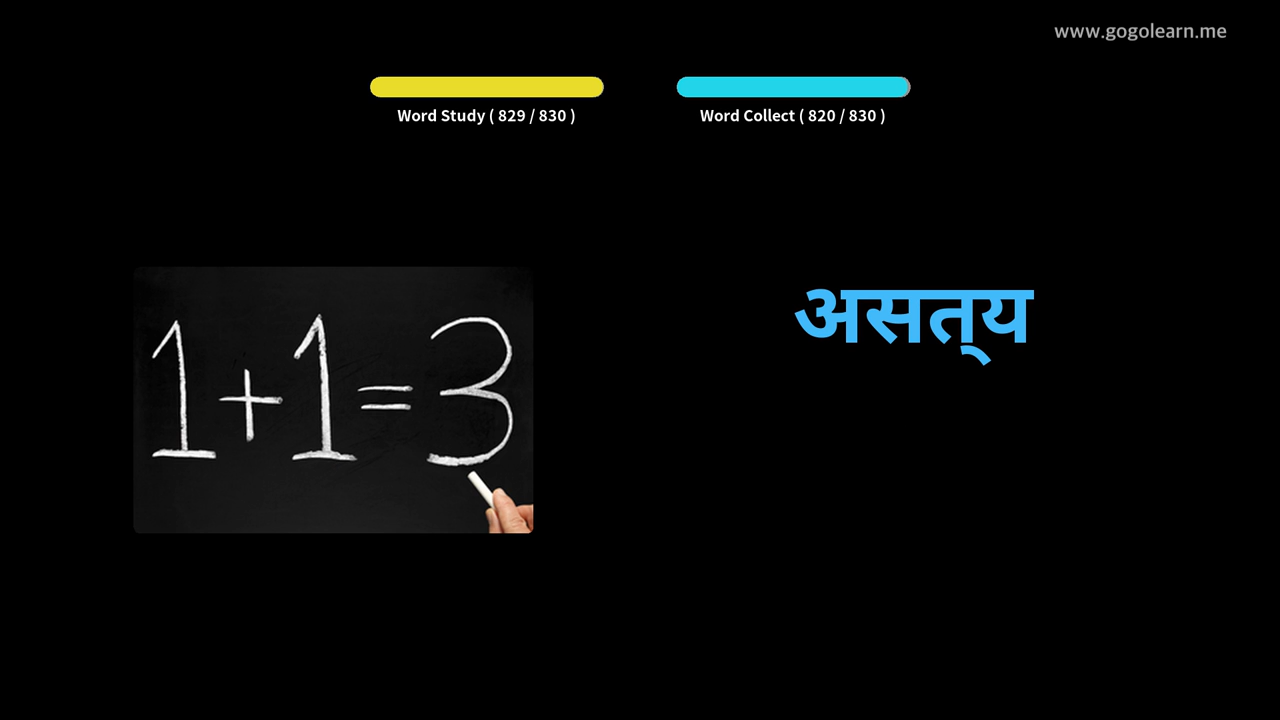 www.gogolearn.me
Word Study ( 829 / 830 )
Word Collect ( 820 / 830 )
1+1=3
असत्य